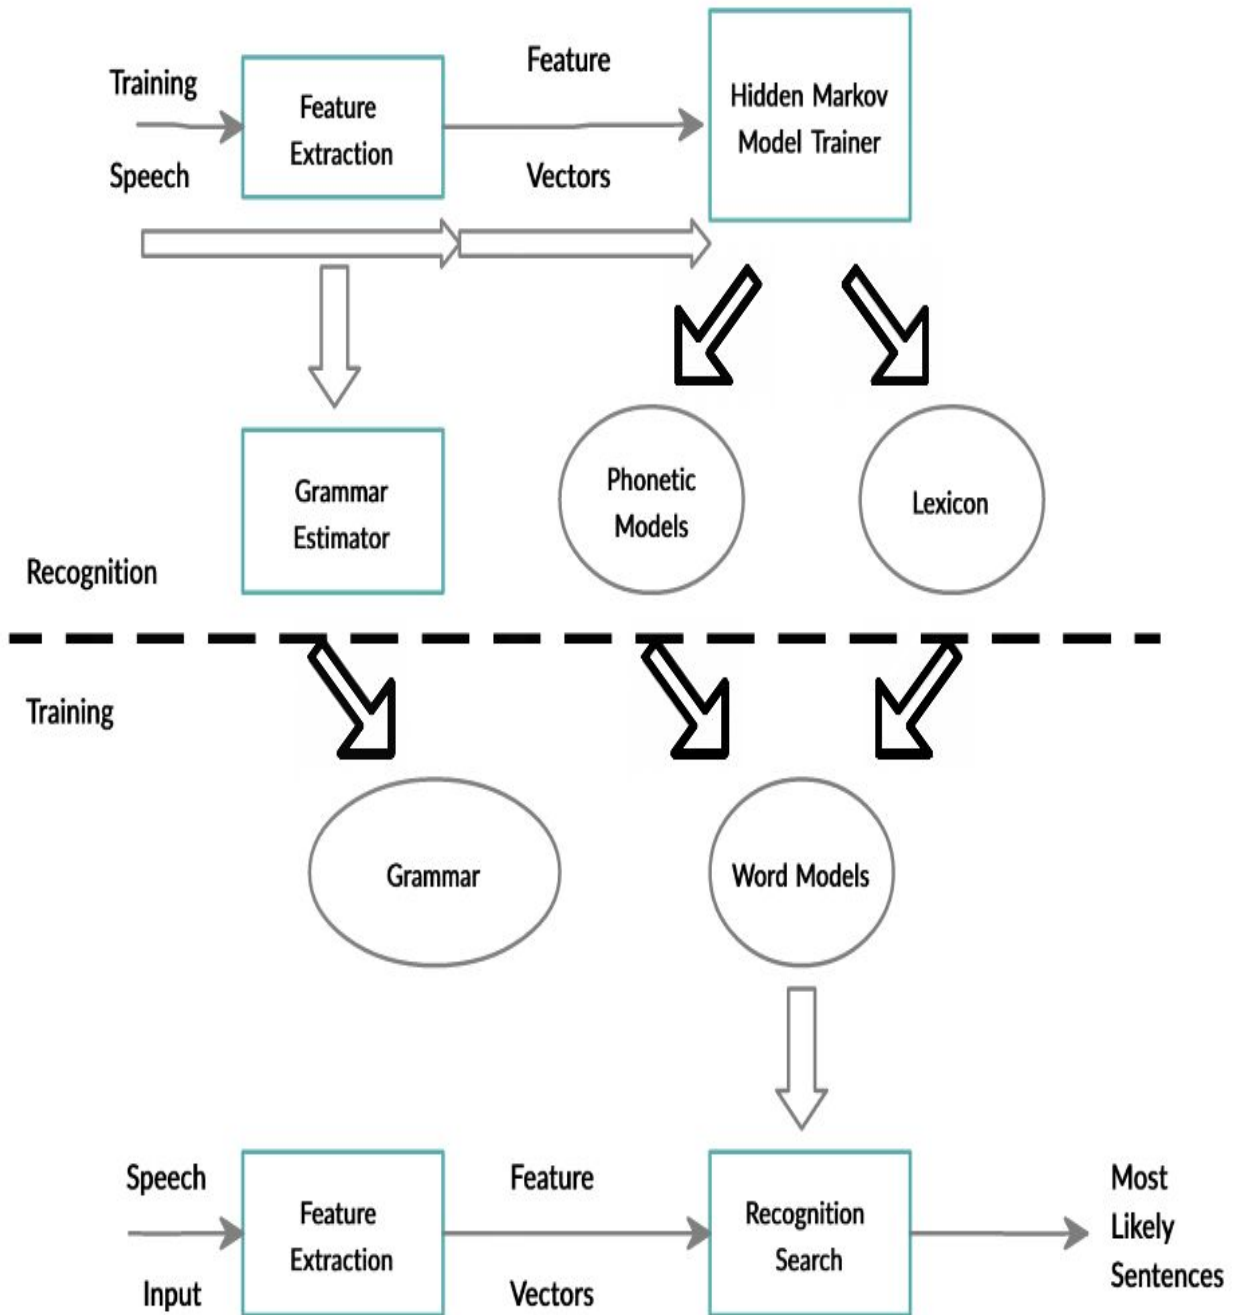 Training
Speech
Feature
Extraction
Feature
Vectors
Hidden Markov
Model Trainer
Grammar
Estimator
Phonetic
Models
Lexicon
Recognition
Training
Grammar
Word Models
Speech
Input
Feature
Extraction
Feature
Vectors
Recognition
Search
Most
Likely
Sentences